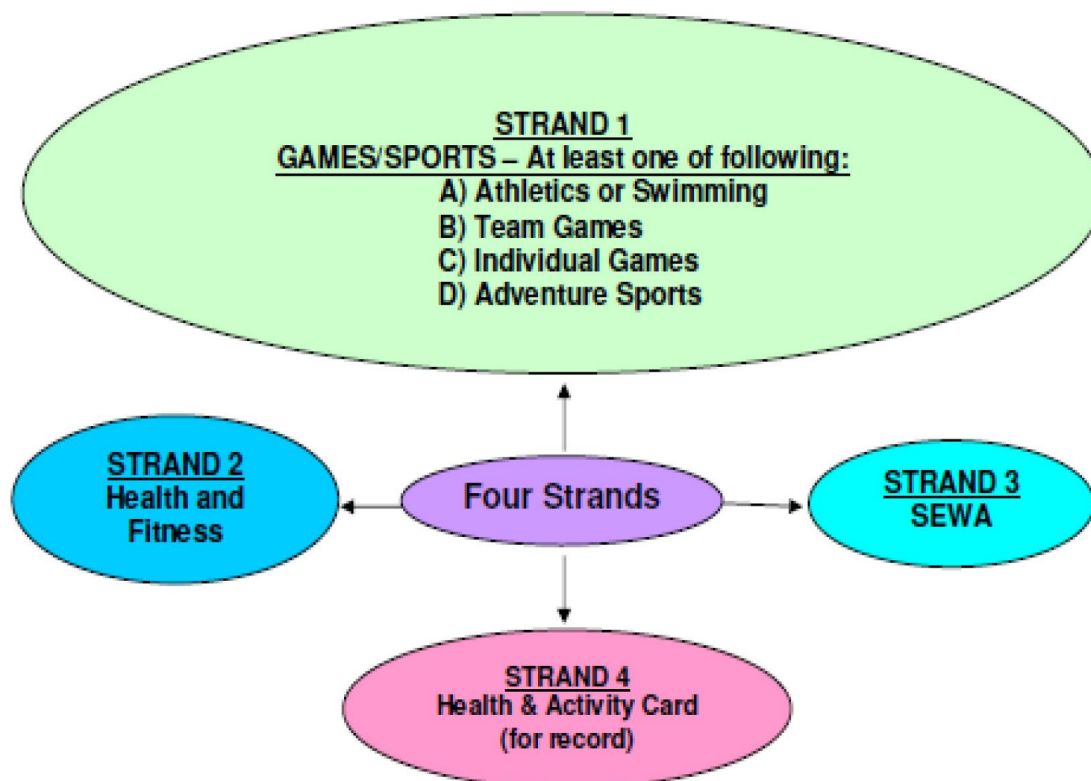 STRAND 1
GAMES/SPORTS – At least one of following:
A) Athletics or Swimming
B) Team Games
C) Individual Games
D) Adventure Sports
STRAND 2
Health and
Fitness
Four Strands
STRAND 3
SEWA
STRAND 4
Health & Activity Card
(for record)